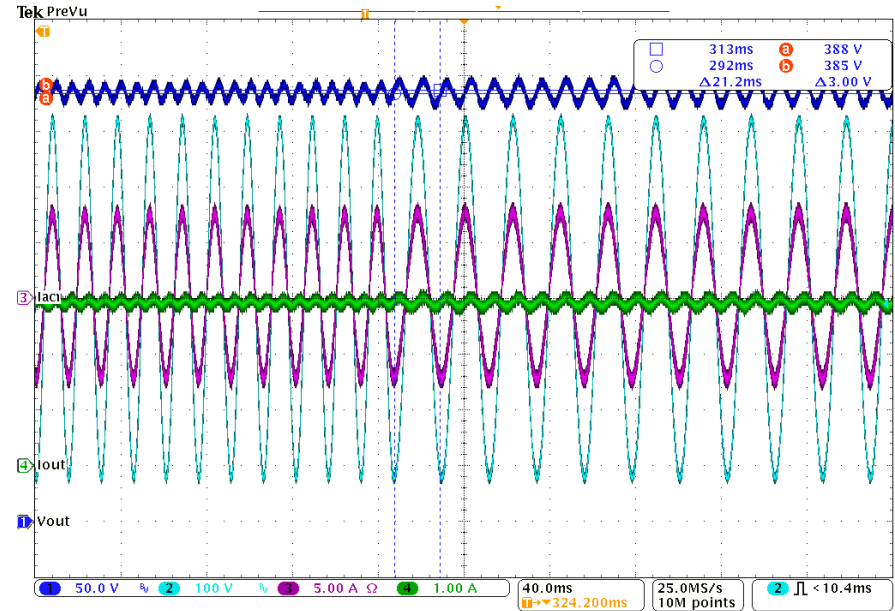 Tek PreVu
T
T
313ms a 388 V
292ms b 385 V
Δ21.2ms Δ3.00 V
b
a
3 Iac
4 Iout
1 Vout
1 50.0 V BW 2 100 V BW 3 5.00 A Ω 4 1.00 A
40.0ms
T→▼324.200ms
25.0MS/s
10M points
2 <10.4ms